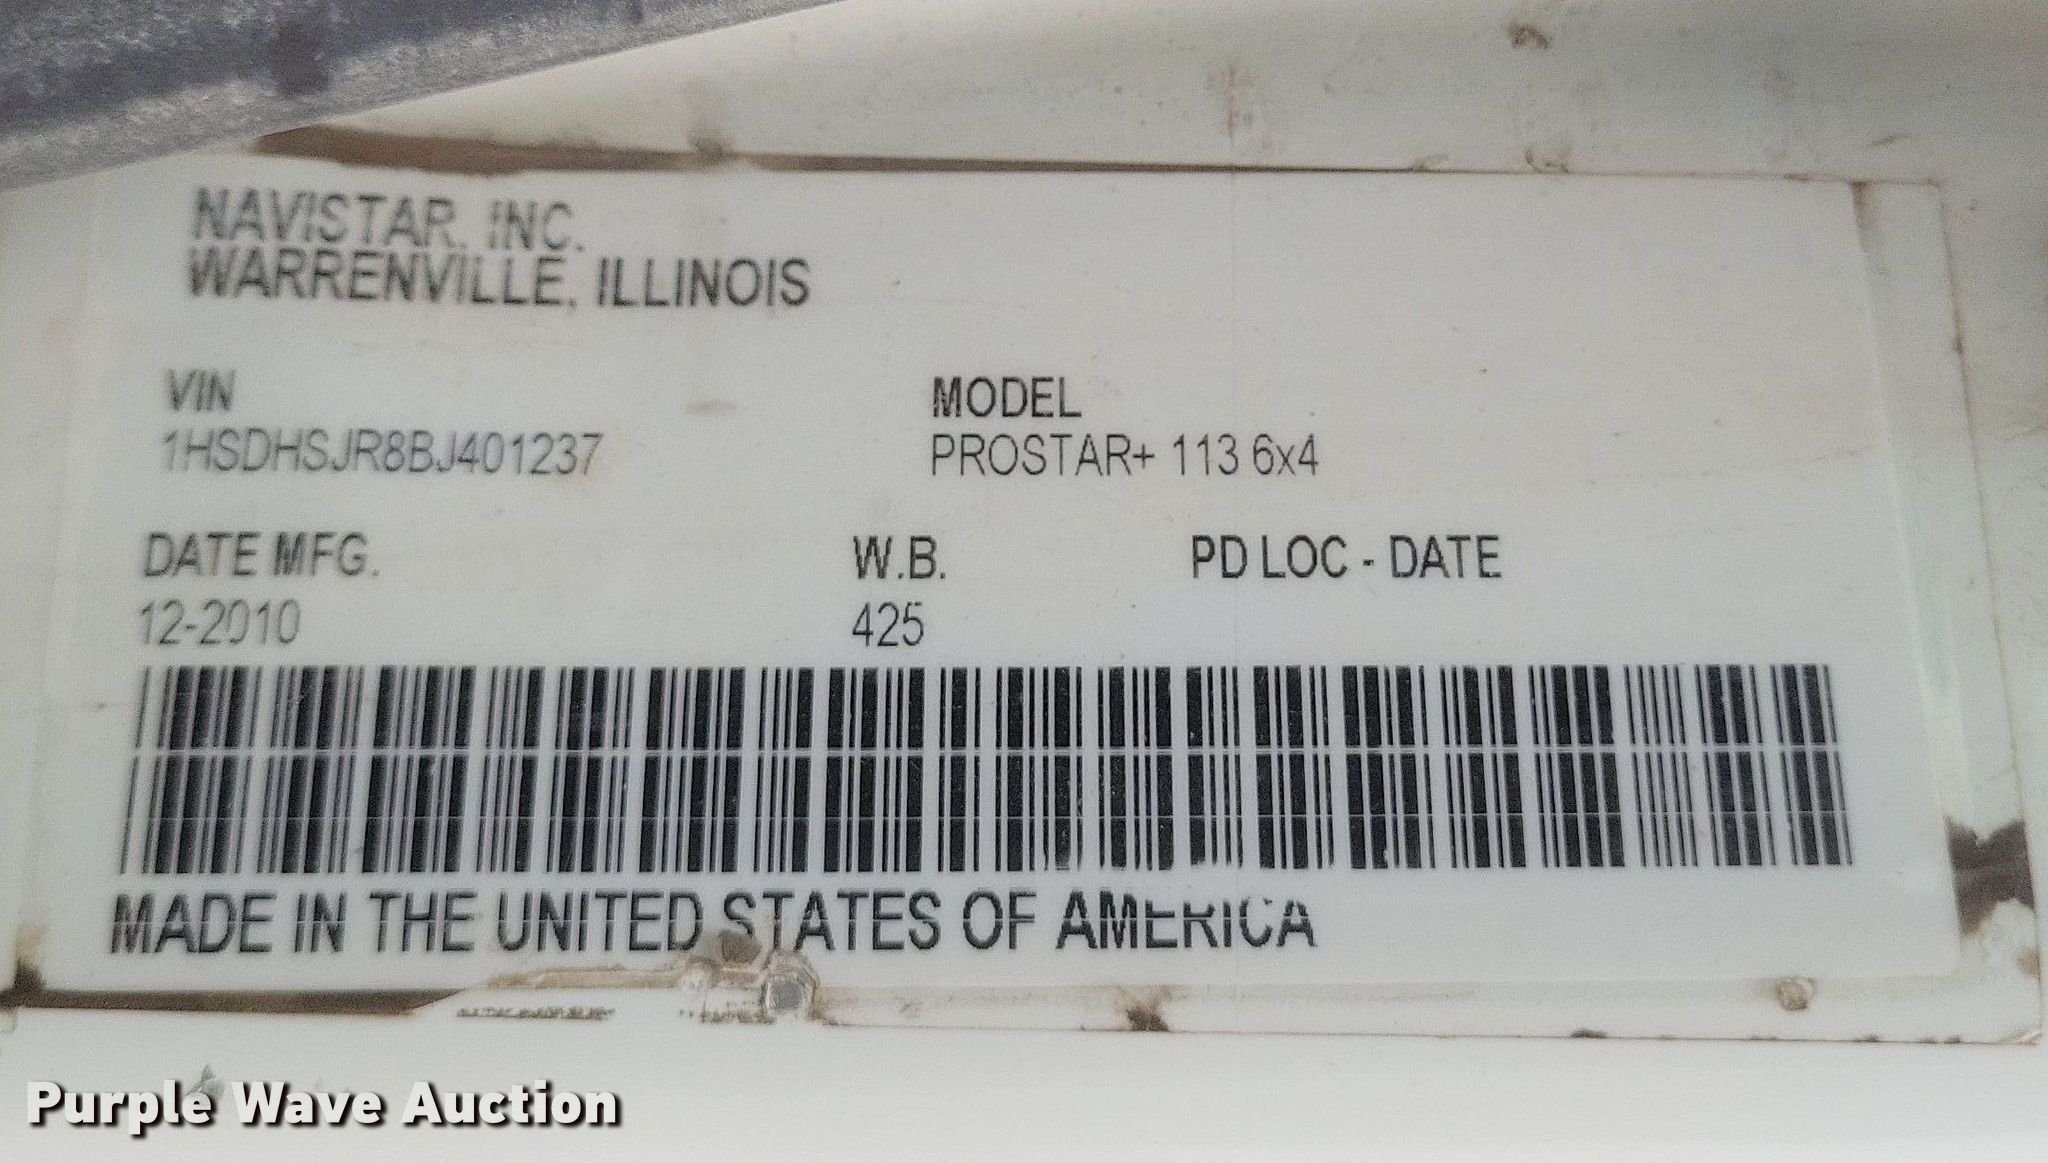 NAVISTAR, INC.
WARRENVILLE, ILLINOIS
VIN MODEL
1HSDHSJR8BJ401237 PROSTAR+ 113 6x4
DATE MFG. W.B. PD LOC - DATE
12-2010 425
MADE IN THE UNITED STATES OF AMERICA
Purple Wave Auction